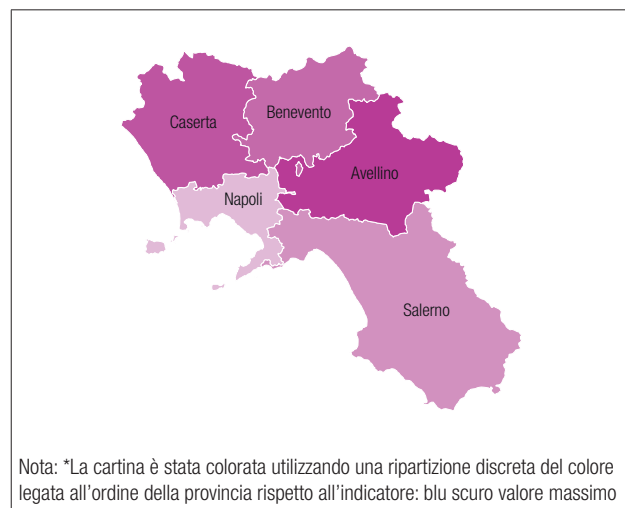 Benevento
Caserta
Avellino
Napoli
Salerno
Nota: *La cartina è stata colorata utilizzando una ripartizione discreta del colore
legata all’ordine della provincia rispetto all’indicatore: blu scuro valore massimo